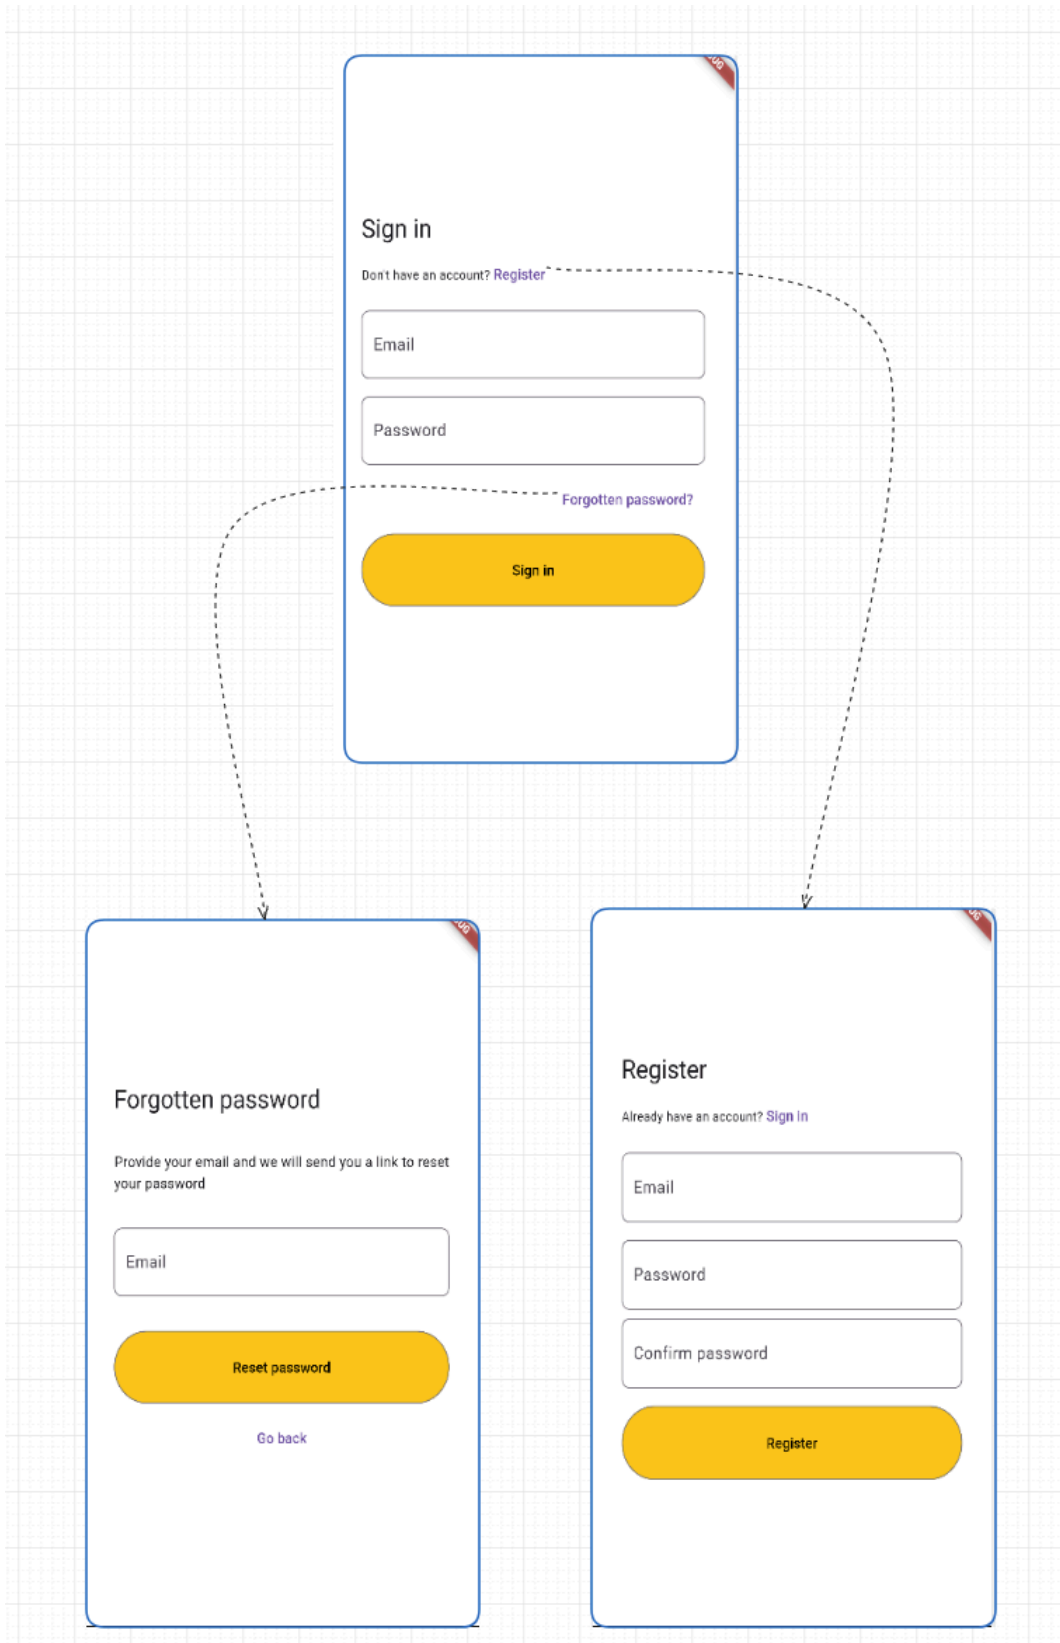 Sign in
Don't have an account? Register
Email
Password
Forgotten password?
Sign in
Forgotten password
Provide your email and we will send you a link to reset
your password
Email
Reset password
Go back
Register
Already have an account? Sign In
Email
Password
Confirm password
Register